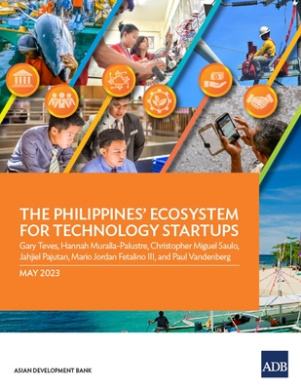 THE PHILIPPINES' ECOSYSTEM
FOR TECHNOLOGY STARTUPS
Gary Teves, Hannah Muralla-Palustre, Christopher Miguel Saulo,
Jahjiel Pajutan, Mario Jordan Fetalino III, and Paul Vandenberg
MAY 2023
ASIAN DEVELOPMENT BANK
ADB